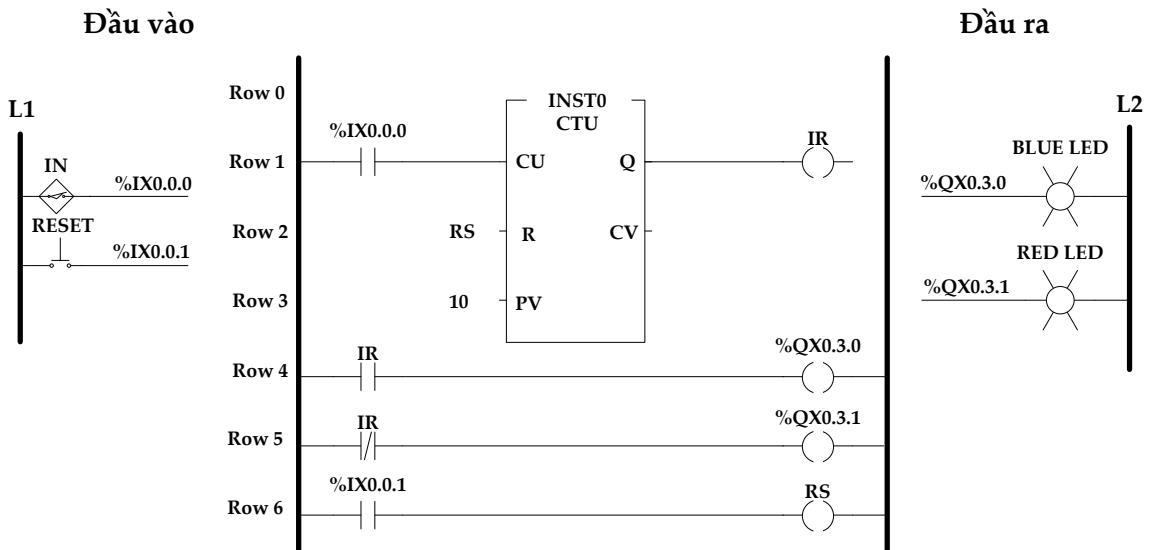 Đầu vào
Đầu ra
L1
IN
%IX0.0.0
RESET
%IX0.0.1
Row 0
Row 1
Row 2
Row 3
Row 4
Row 5
Row 6
INST0
CTU
%IX0.0.0
CU
Q
IR
RS
R
CV
10
PV
IR
%QX0.3.0
IR
%QX0.3.1
%IX0.0.1
RS
L2
BLUE LED
%QX0.3.0
RED LED
%QX0.3.1